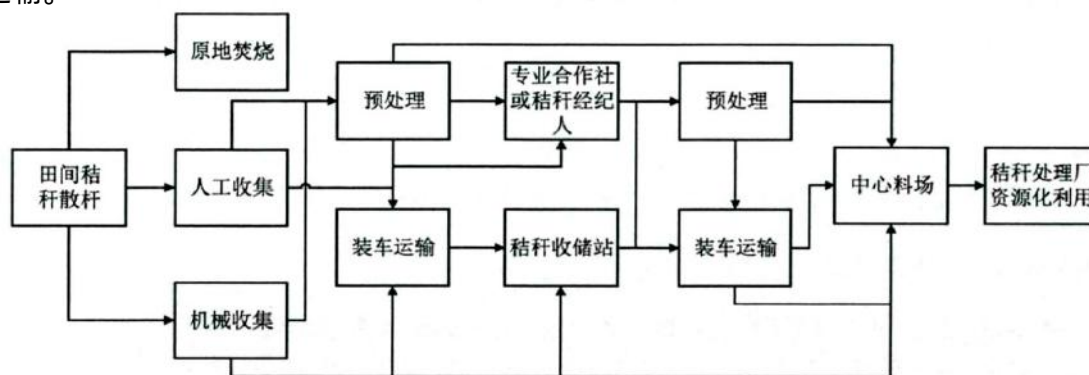 原地焚烧
预处理
专业合作社
或秸秆经纪
人
预处理
田间秸
秆散杆
人工收集
中心料场
秸秆处理厂
资源化利用
装车运输
秸秆收储站
装车运输
机械收集